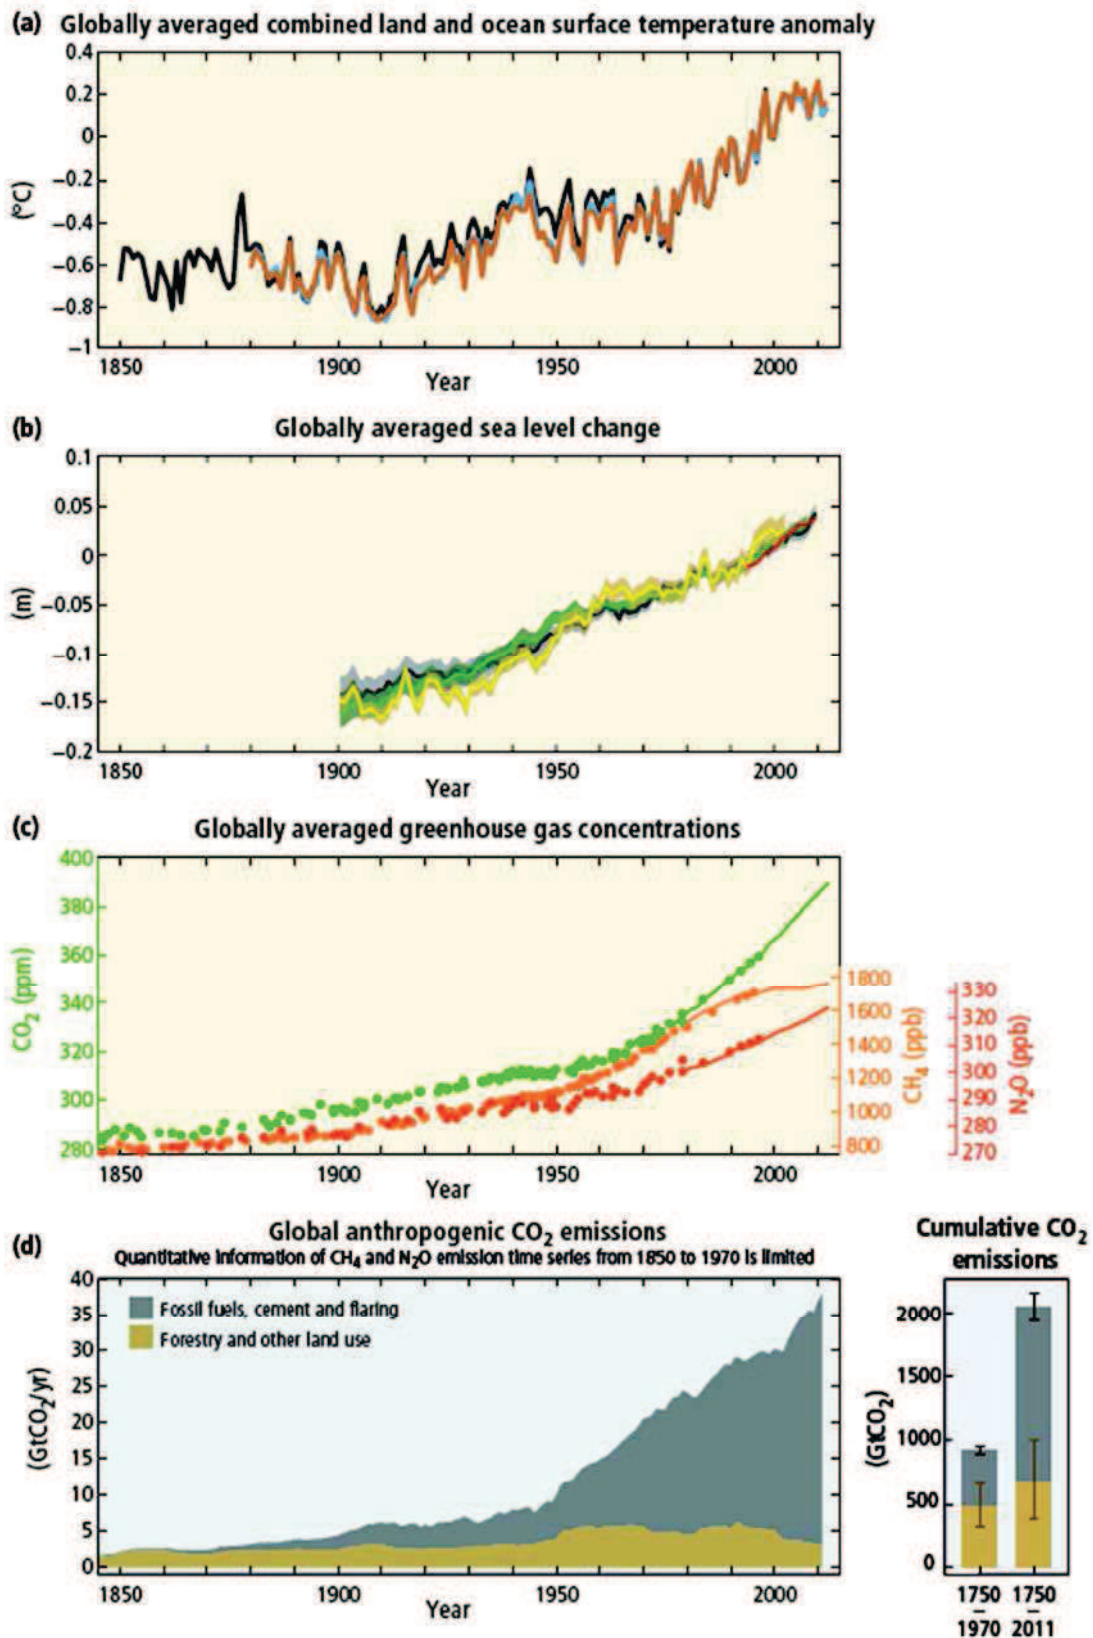 (a) Globally averaged combined land and ocean surface temperature anomaly
0.4
0.2
0
−0.2
−0.4
−0.6
−0.8
−1
(°C)
1850 1900 1950 2000
Year
(b) Globally averaged sea level change
0.1
0.05
0
−0.05
−0.1
−0.15
−0.2
(m)
1850 1900 1950 2000
Year
(c) Globally averaged greenhouse gas concentrations
400
380
360
340
320
300
280
CO₂ (ppm)
1800
1600
1400
1200
1000
800
CH₄ (ppb)
330
320
310
300
290
280
270
N₂O (ppb)
1850 1900 1950 2000
Year
(d) Global anthropogenic CO₂ emissions
Quantitative information of CH₄ and N₂O emission time series from 1850 to 1970 is limited
40
35
30
25
20
15
10
5
0
(GtCO₂/yr)
Fossil fuels, cement and flaring
Forestry and other land use
1850 1900 1950 2000
Year
Cumulative CO₂
emissions
2000
1500
1000
500
0
(GtCO₂)
1750 1750
– –
1970 2011